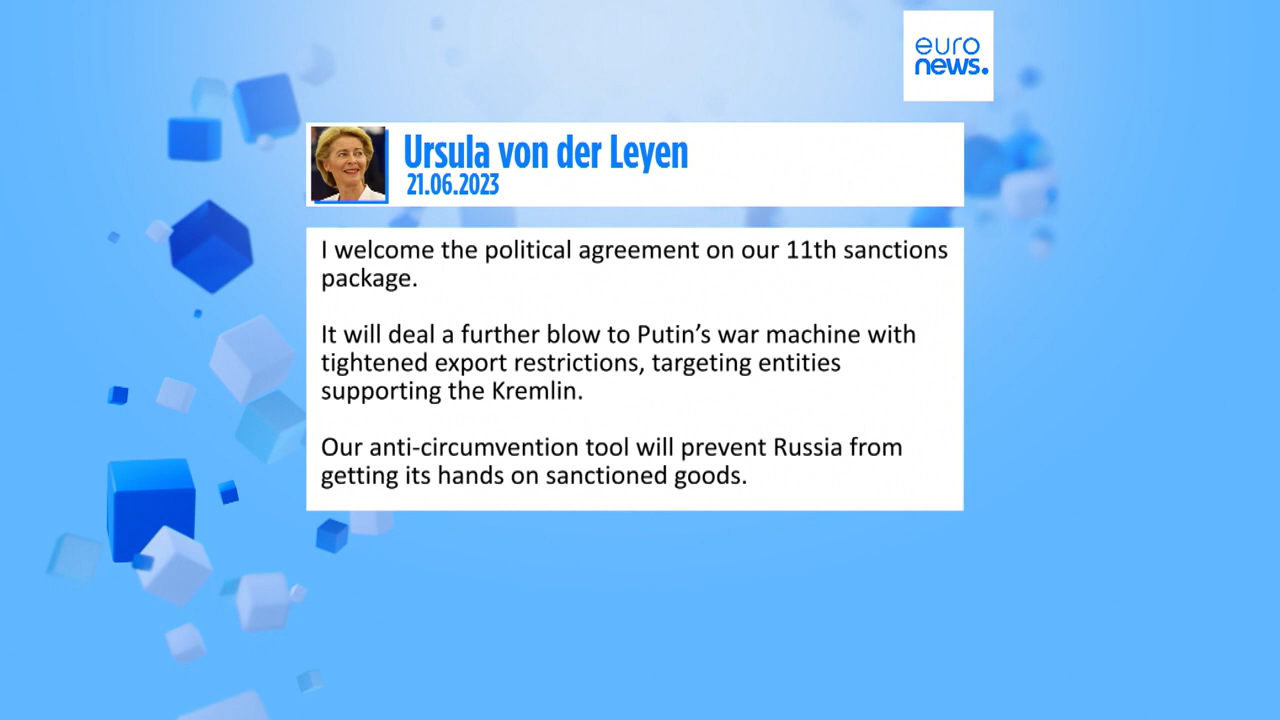 euro
news.
Ursula von der Leyen
21.06.2023
I welcome the political agreement on our 11th sanctions
package.
It will deal a further blow to Putin’s war machine with
tightened export restrictions, targeting entities
supporting the Kremlin.
Our anti-circumvention tool will prevent Russia from
getting its hands on sanctioned goods.